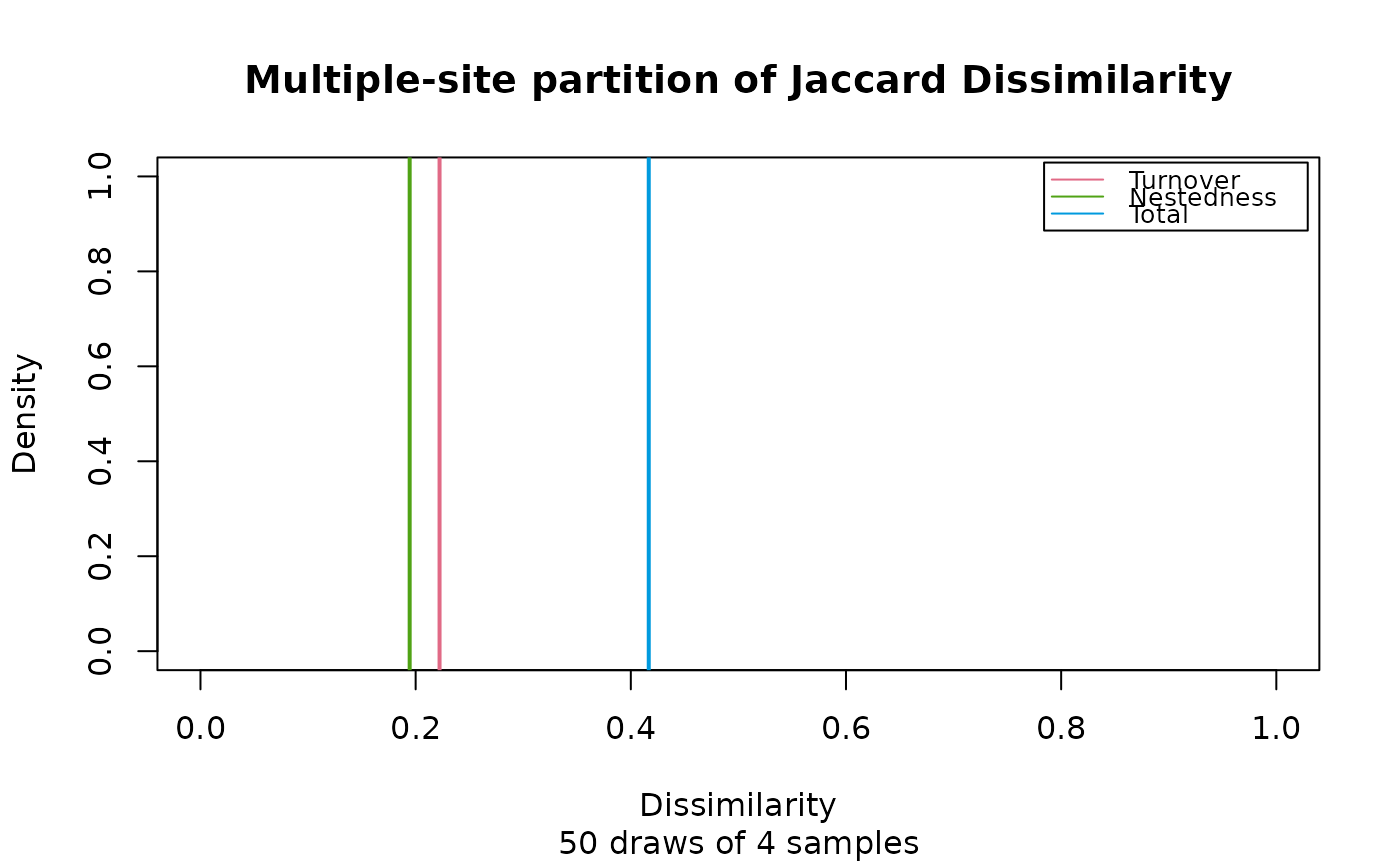 Multiple-site partition of Jaccard Dissimilarity
Turnover
Nestedness
Total
1.0
0.8
0.6
0.4
0.2
0.0
Density
0.0 0.2 0.4 0.6 0.8 1.0
Dissimilarity
50 draws of 4 samples